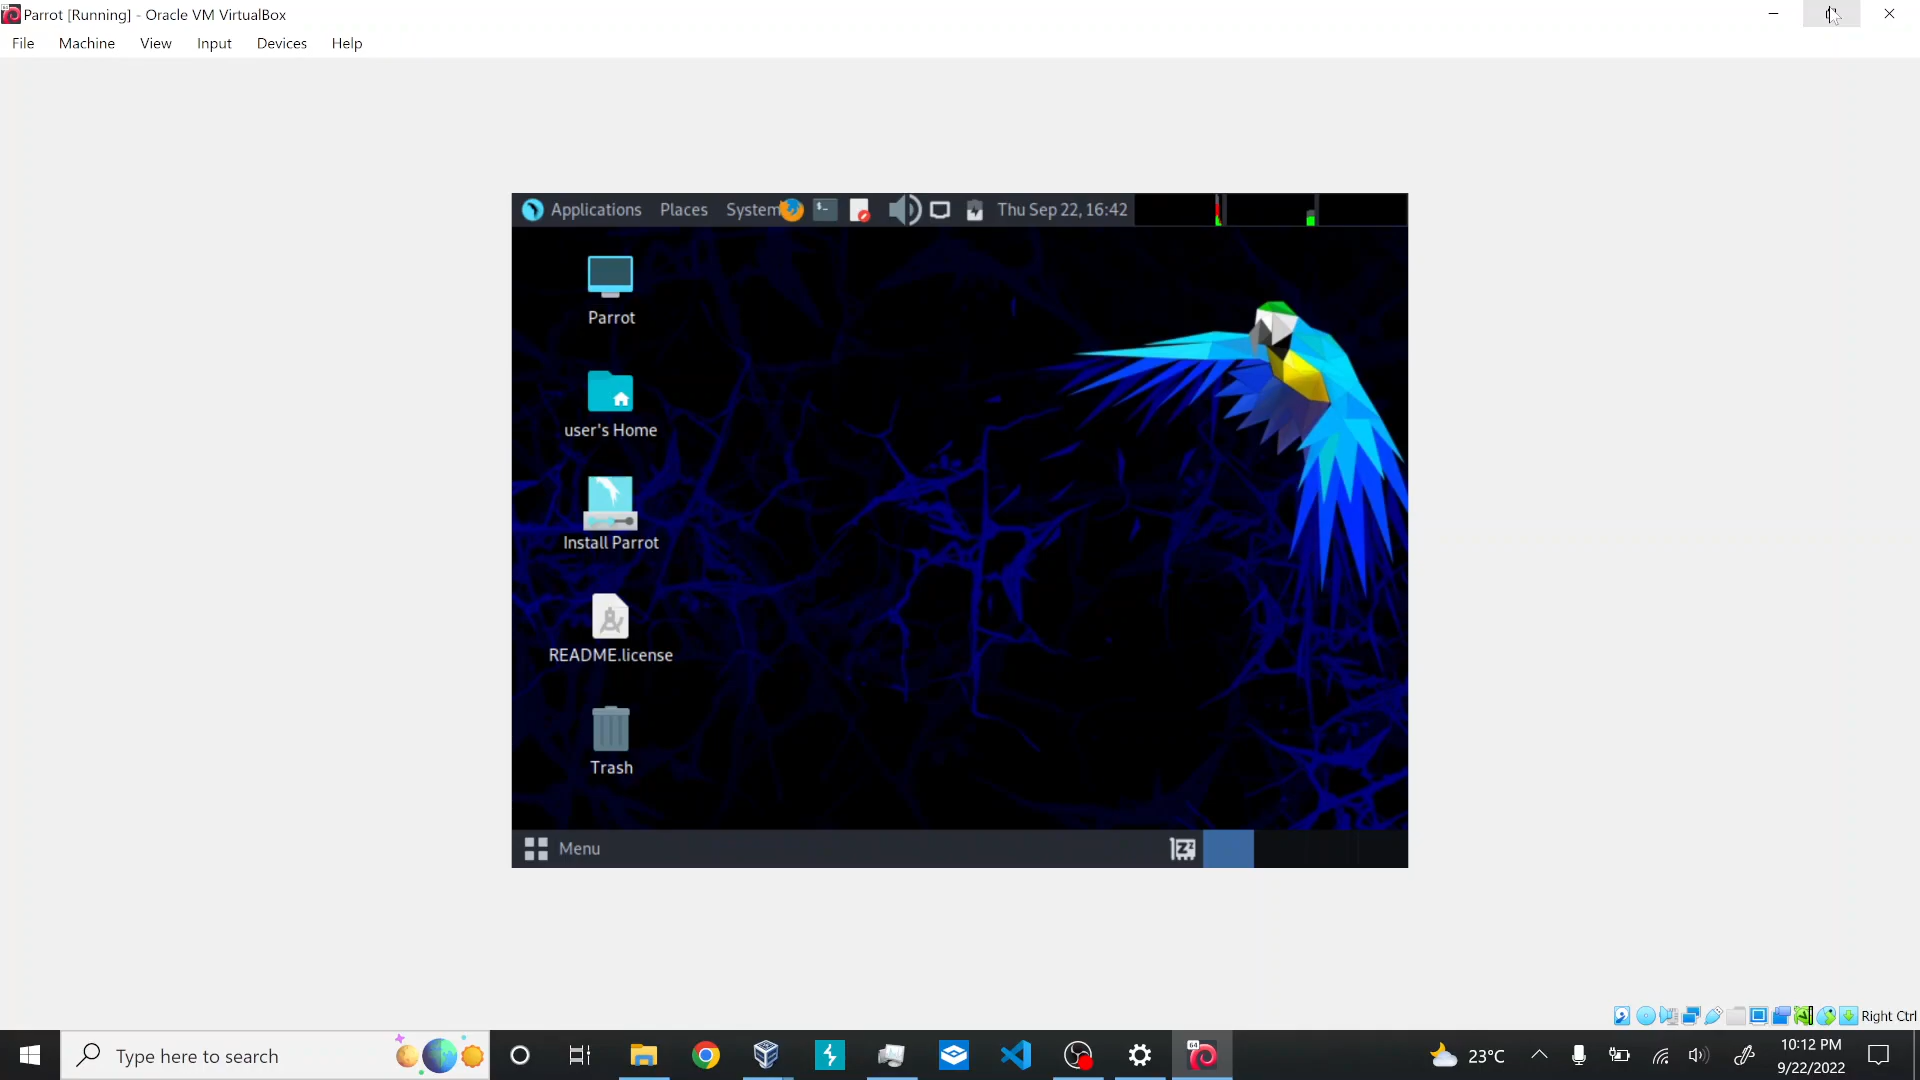 Parrot [Running] - Oracle VM VirtualBox
File Machine View Input Devices Help
Applications Places System Thu Sep 22, 16:42
Parrot
user's Home
Install Parrot
README.license
Trash
Menu
Right Ctrl
Type here to search
23°C
10:12 PM
9/22/2022